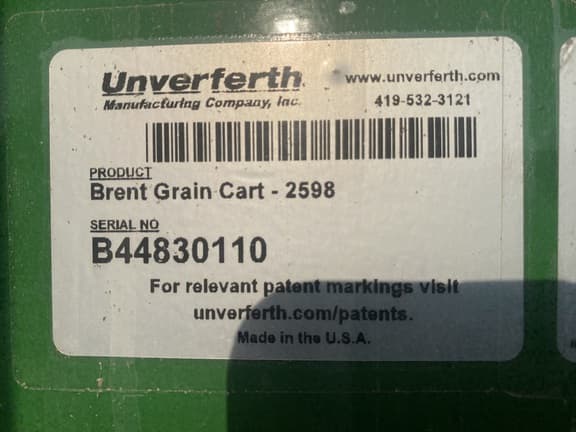 Unverferth www.unverferth.com
Manufacturing Company, Inc. 419-532-3121
PRODUCT
Brent Grain Cart - 2598
SERIAL NO
B44830110
For relevant patent markings visit
unverferth.com/patents.
Made in the U.S.A.